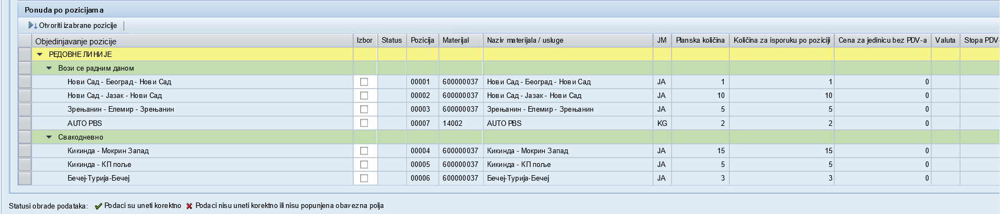 Ponuda po pozicijama
Otvoriti izabrane pozicije
Objedinjavanje pozicije Izbor Status Pozicija Materijal Naziv materijala / usluge JM Planska količina Količina za isporuku po poziciji Cena za jedinicu bez PDV-a Valuta Stopa PDV-
РЕДОВНЕ ЛИНИЈЕ
Вози се радним даном
Нови Сад - Београд - Нови Сад 00001 600000037 Нови Сад - Београд - Нови Сад JA 1 1 0
Нови Сад - Јазак - Нови Сад 00002 600000037 Нови Сад - Јазак - Нови Сад JA 10 10 0
Зрењанин - Елемир - Зрењанин 00003 600000037 Зрењанин - Елемир - Зрењанин JA 5 5 0
AUTO PBS 00007 14002 AUTO PBS KG 2 2 0
Свакодневно
Кикинда - Мокрин Запад 00004 600000037 Кикинда - Мокрин Запад JA 15 15 0
Кикинда - КП поље 00005 600000037 Кикинда - КП поље JA 5 5 0
Бечеј-Турија-Бечеј 00006 600000037 Бечеј-Турија-Бечеј JA 3 3 0
Statusi obrade podataka: Podaci su uneti korektno Podaci nisu uneti korektno ili nisu popunjena obavezna polja